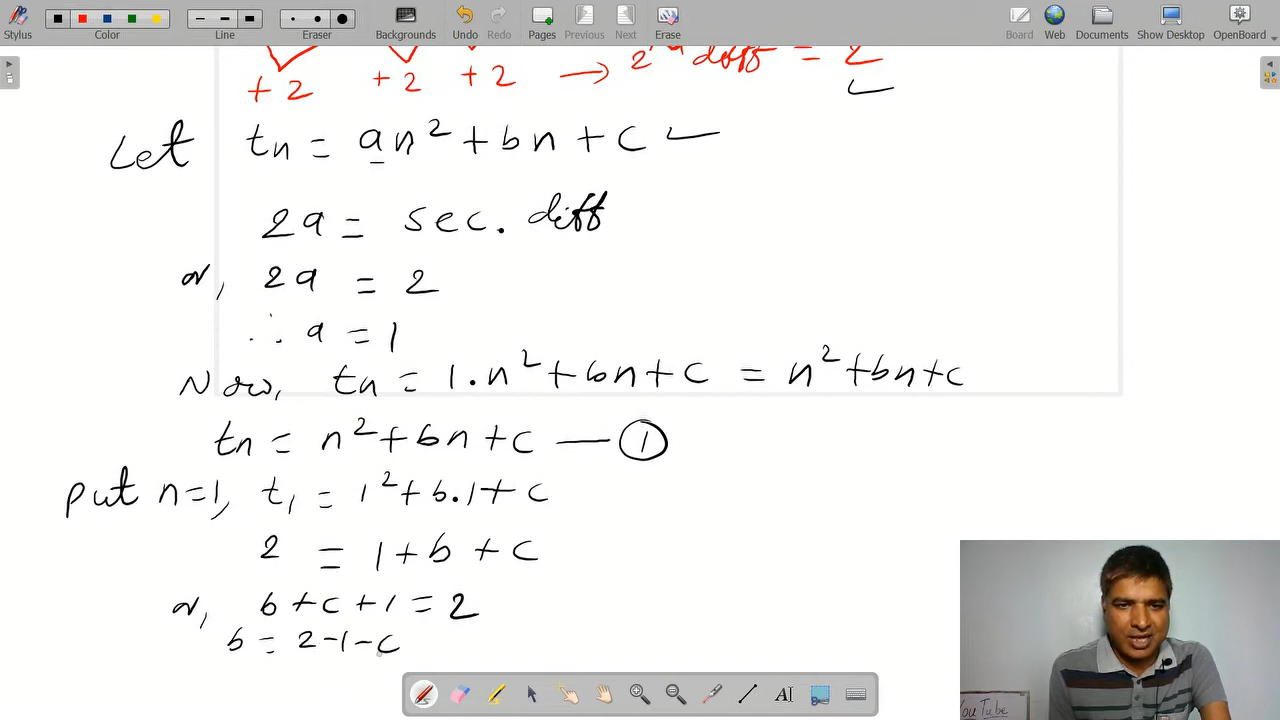 Stylus Color Line Eraser Backgrounds Undo Redo Pages Previous Next Erase Board Web Documents Show Desktop OpenBoard
+2 +2 +2 → 2nd diff = 2
Let tn = an² + bn + c
2a = sec. diff
or, 2a = 2
∴ a = 1
Now, tn = 1.n² + bn + c = n² + bn + c
tn = n² + bn + c — ①
put n=1, t₁ = 1² + b.1 + c
2 = 1 + b + c
or, b + c + 1 = 2
b = 2 - 1 - c
YouTube